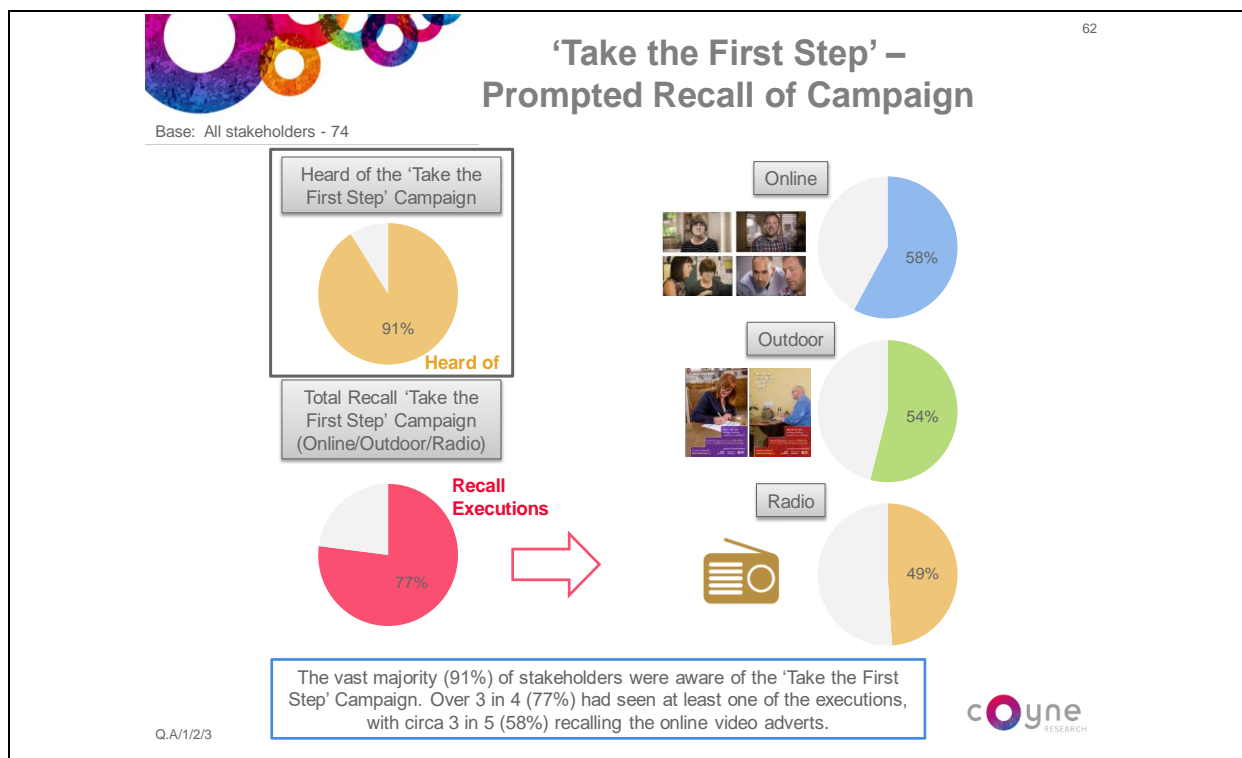 62
‘Take the First Step’ –
Prompted Recall of Campaign
Base: All stakeholders - 74
Heard of the ‘Take the
First Step’ Campaign
91%
Heard of
Total Recall ‘Take the
First Step’ Campaign
(Online/Outdoor/Radio)
Recall
Executions
77%
Online
58%
Outdoor
54%
Radio
49%
The vast majority (91%) of stakeholders were aware of the ‘Take the First
Step’ Campaign. Over 3 in 4 (77%) had seen at least one of the executions,
with circa 3 in 5 (58%) recalling the online video adverts.
Q.A/1/2/3
coyne
RESEARCH